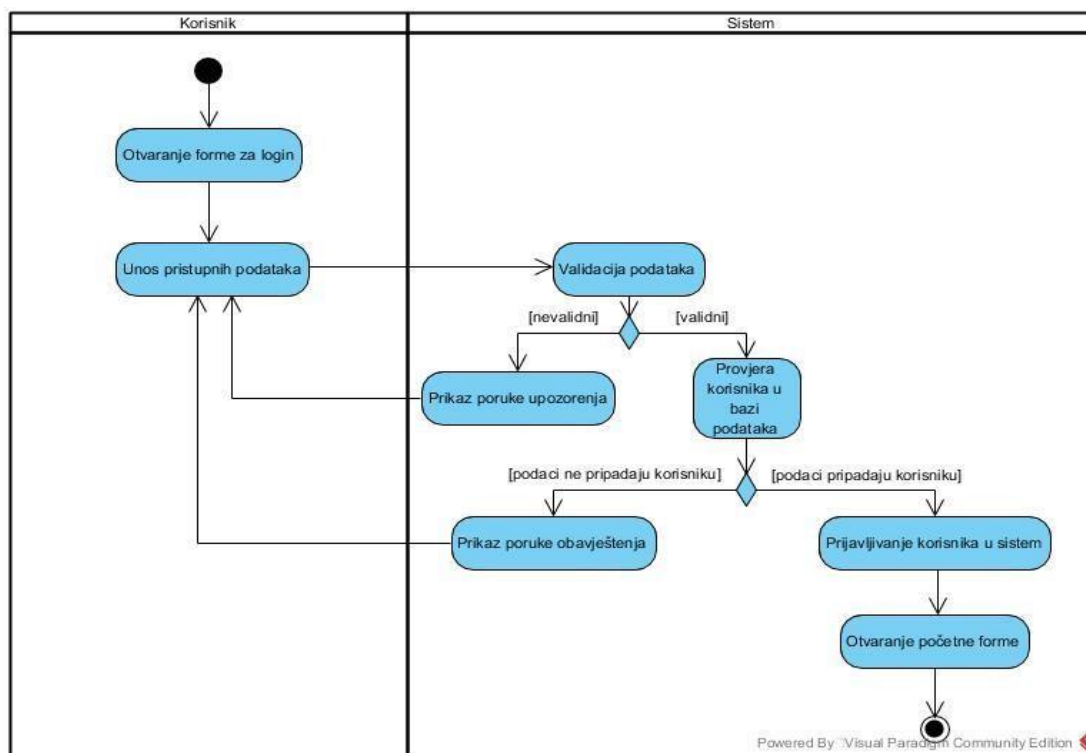 Korisnik
Sistem
Otvaranje forme za login
Unos pristupnih podataka
Validacija podataka
[nevalidni]
[validni]
Prikaz poruke upozorenja
Provjera
korisnika u
bazi
podataka
[podaci ne pripadaju korisniku]
[podaci pripadaju korisniku]
Prikaz poruke obavještenja
Prijavljivanje korisnika u sistem
Otvaranje početne forme
Powered By Visual Paradigm Community Edition